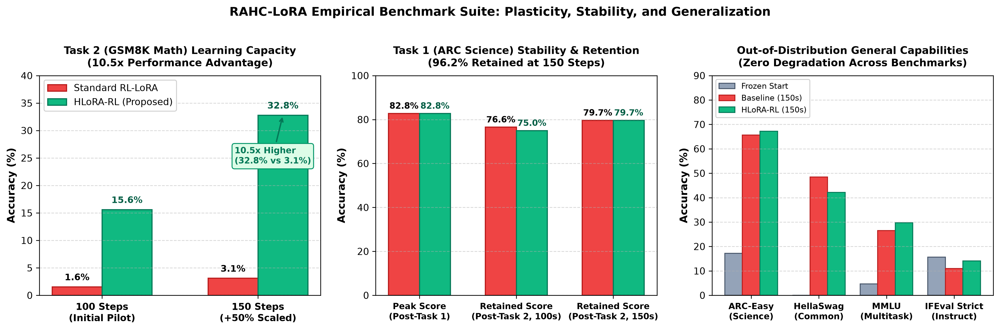 RAHC-LoRA Empirical Benchmark Suite: Plasticity, Stability, and Generalization
Task 2 (GSM8K Math) Learning Capacity
(10.5x Performance Advantage)
Accuracy (%)
40
35
30
25
20
15
10
5
0
Standard RL-LoRA
HLoRA-RL (Proposed)
1.6%
15.6%
3.1%
32.8%
10.5x Higher
(32.8% vs 3.1%)
100 Steps
(Initial Pilot)
150 Steps
(+50% Scaled)
Task 1 (ARC Science) Stability & Retention
(96.2% Retained at 150 Steps)
Accuracy (%)
100
80
60
40
20
0
82.8%
82.8%
76.6%
75.0%
79.7%
79.7%
Peak Score
(Post-Task 1)
Retained Score
(Post-Task 2, 100s)
Retained Score
(Post-Task 2, 150s)
Out-of-Distribution General Capabilities
(Zero Degradation Across Benchmarks)
Accuracy (%)
90
80
70
60
50
40
30
20
10
0
Frozen Start
Baseline (150s)
HLoRA-RL (150s)
ARC-Easy
(Science)
HellaSwag
(Common)
MMLU
(Multitask)
IFEval Strict
(Instruct)